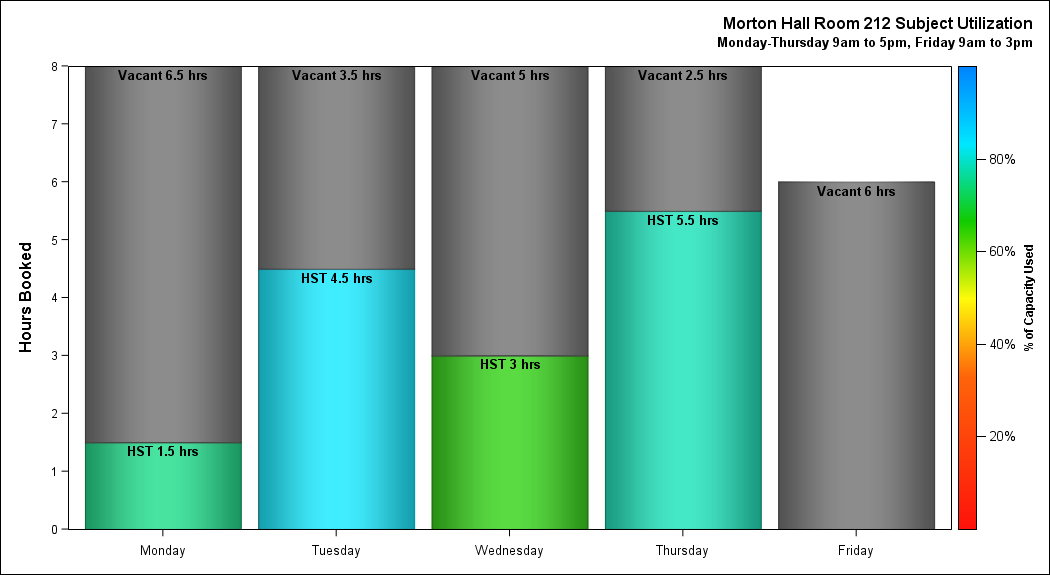 Morton Hall Room 212 Subject Utilization
Monday-Thursday 9am to 5pm, Friday 9am to 3pm
Hours Booked
8
7
6
5
4
3
2
1
0
Vacant 6.5 hrs
HST 1.5 hrs
Vacant 3.5 hrs
HST 4.5 hrs
Vacant 5 hrs
HST 3 hrs
Vacant 2.5 hrs
HST 5.5 hrs
Vacant 6 hrs
Monday
Tuesday
Wednesday
Thursday
Friday
80%
60%
40%
20%
% of Capacity Used